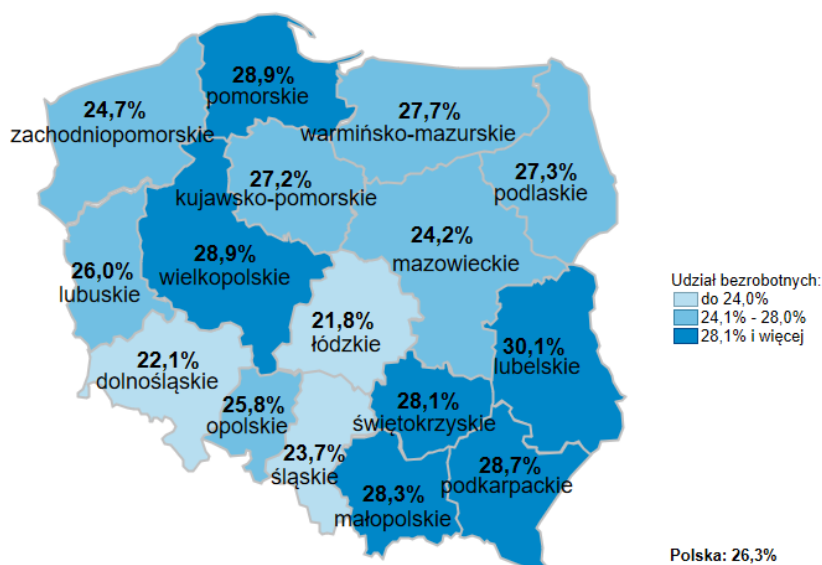 28,9%
pomorskie
24,7%
zachodniopomorskie
27,7%
warmińsko-mazurskie
27,3%
podlaskie
27,2%
kujawsko-pomorskie
24,2%
mazowieckie
28,9%
wielkopolskie
26,0%
lubuskie
21,8%
łódzkie
Udział bezrobotnych:
do 24,0%
24,1% - 28,0%
28,1% i więcej
30,1%
lubelskie
22,1%
dolnośląskie
25,8%
opolskie
28,1%
świętokrzyskie
23,7%
śląskie
28,7%
podkarpackie
28,3%
małopolskie
Polska: 26,3%